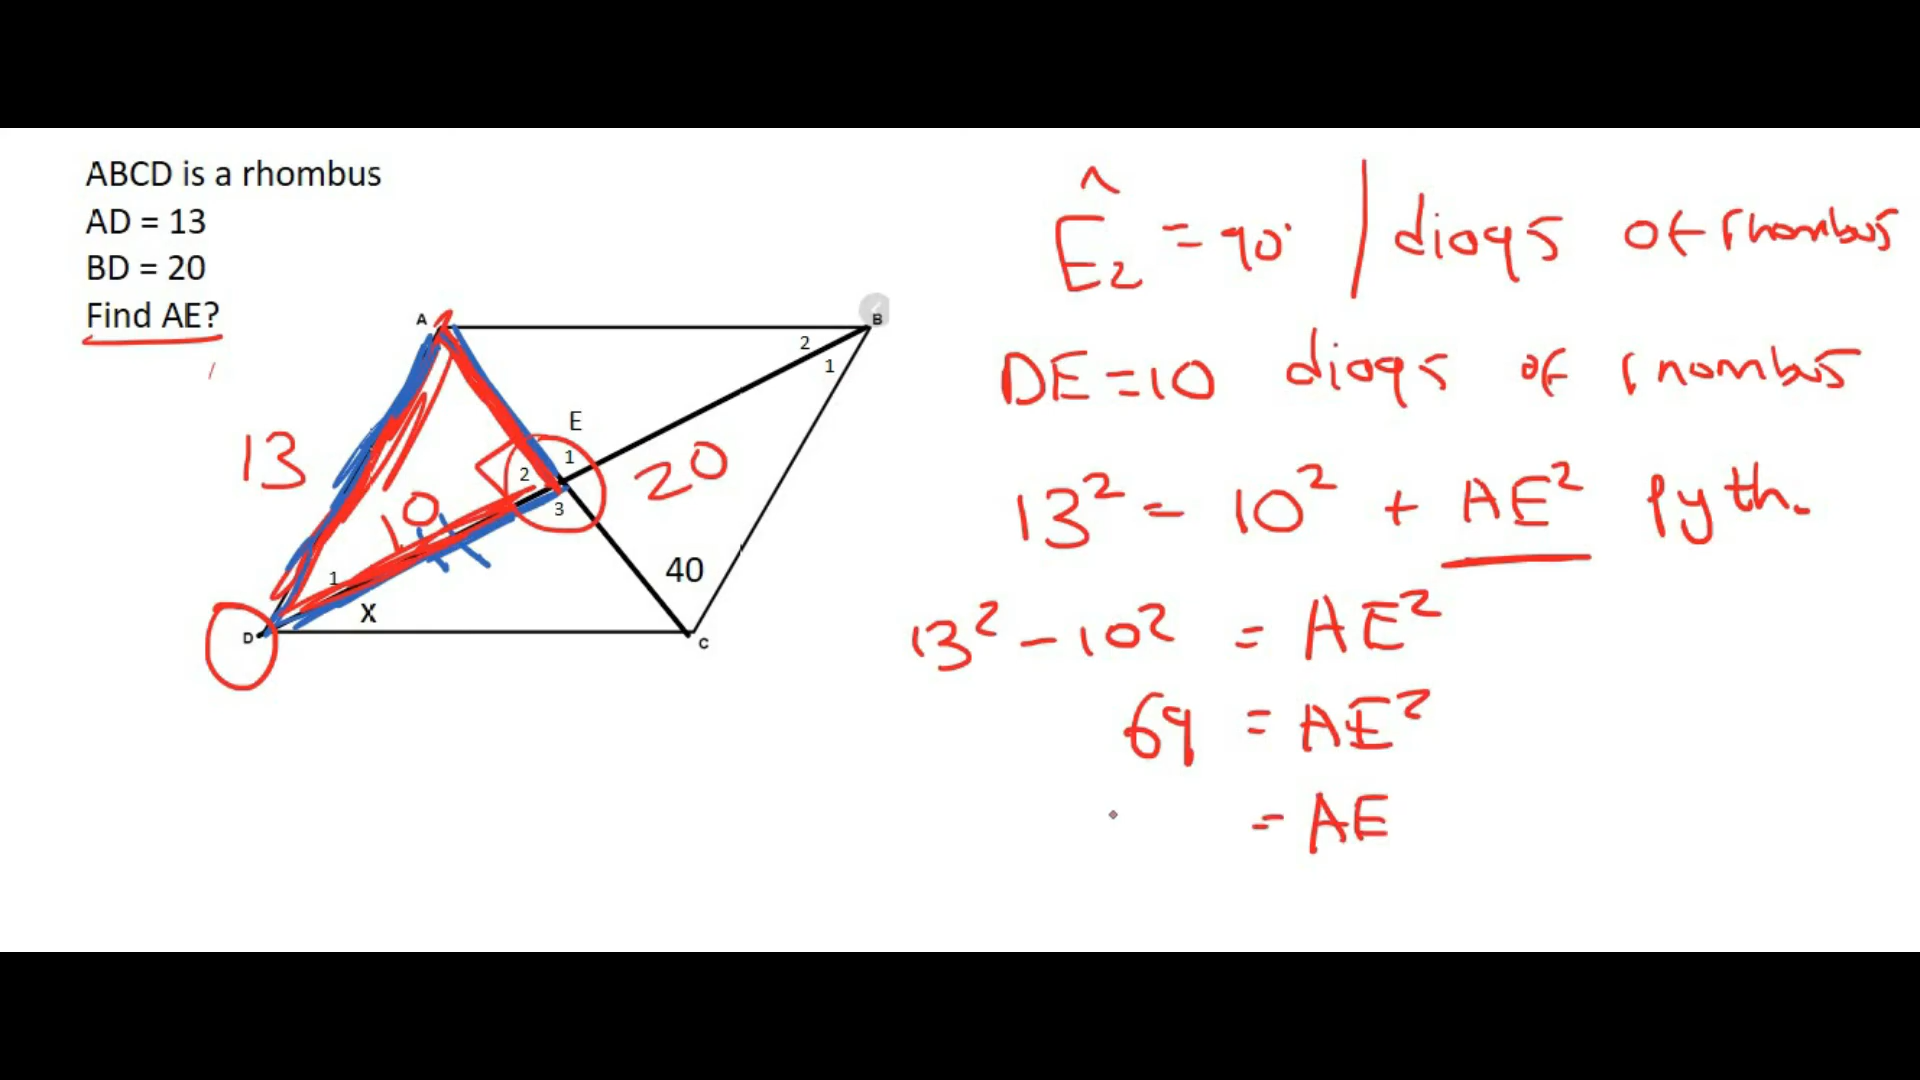 ABCD is a rhombus
AD = 13
BD = 20
Find AE?
A
B
2
1
E
13
1
2
20
10
3
40
1
X
D
C
Ê2 = 90° | diags of rhombus
DE = 10 diags of rhombus
13² = 10² + AE² Pyth.
13² - 10² = AE²
69 = AE²
= AE